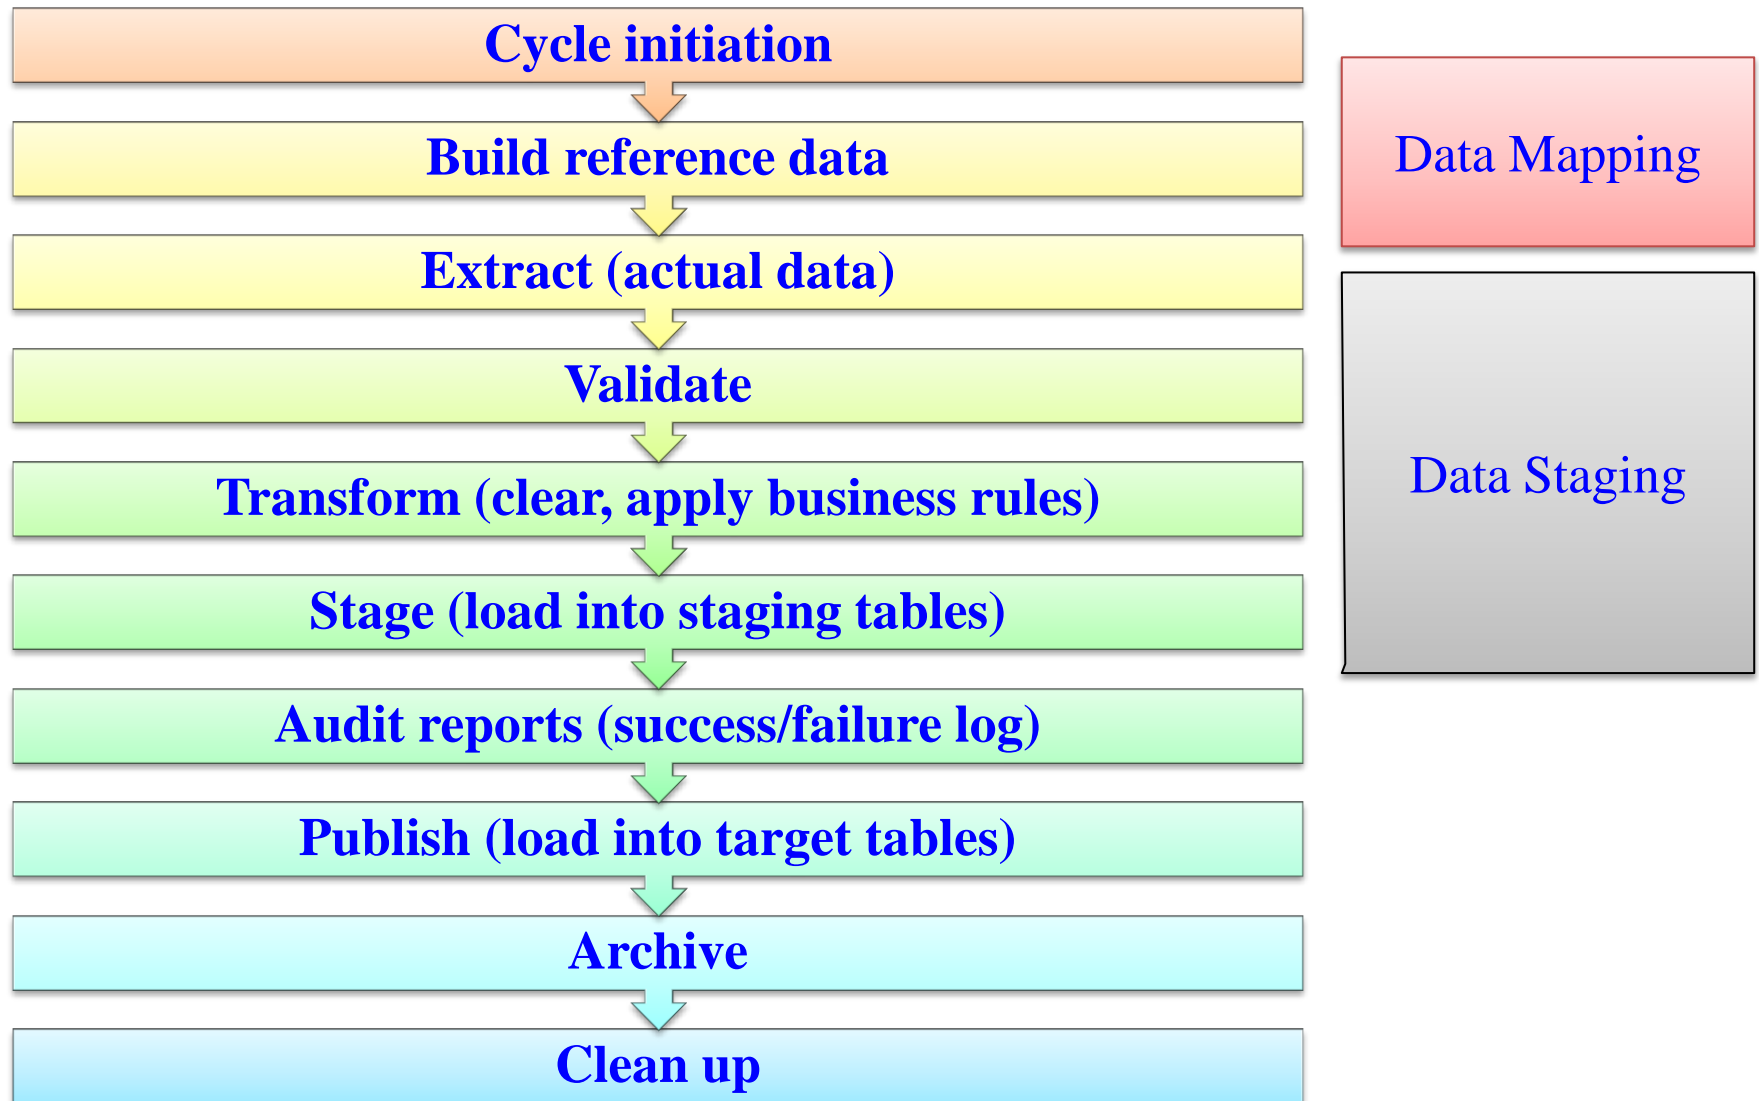 Cycle initiation
Build reference data
Extract (actual data)
Validate
Transform (clear, apply business rules)
Stage (load into staging tables)
Audit reports (success/failure log)
Publish (load into target tables)
Archive
Clean up
Data Mapping
Data Staging